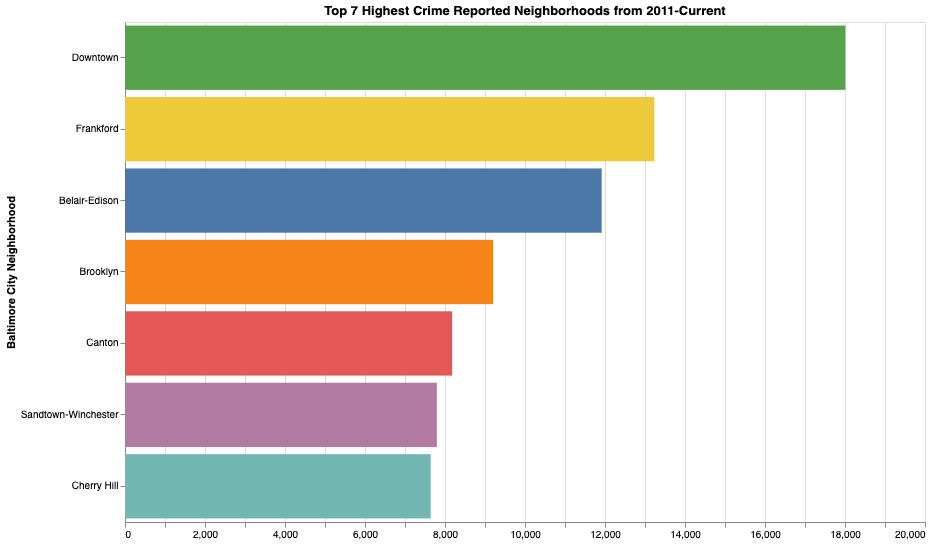 Top 7 Highest Crime Reported Neighborhoods from 2011-Current
Baltimore City Neighborhood
Downtown
Frankford
Belair-Edison
Brooklyn
Canton
Sandtown-Winchester
Cherry Hill
0 2,000 4,000 6,000 8,000 10,000 12,000 14,000 16,000 18,000 20,000